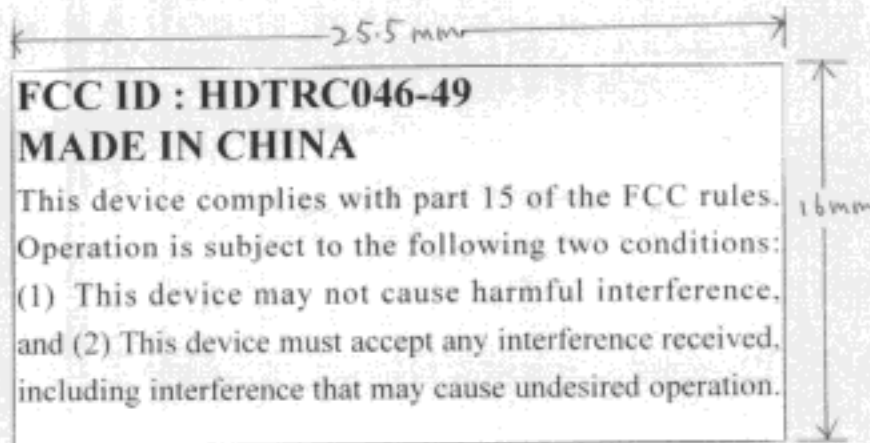 25.5 mm
FCC ID : HDTRC046-49
MADE IN CHINA
This device complies with part 15 of the FCC rules.
Operation is subject to the following two conditions:
(1) This device may not cause harmful interference,
and (2) This device must accept any interference received,
including interference that may cause undesired operation.
16mm